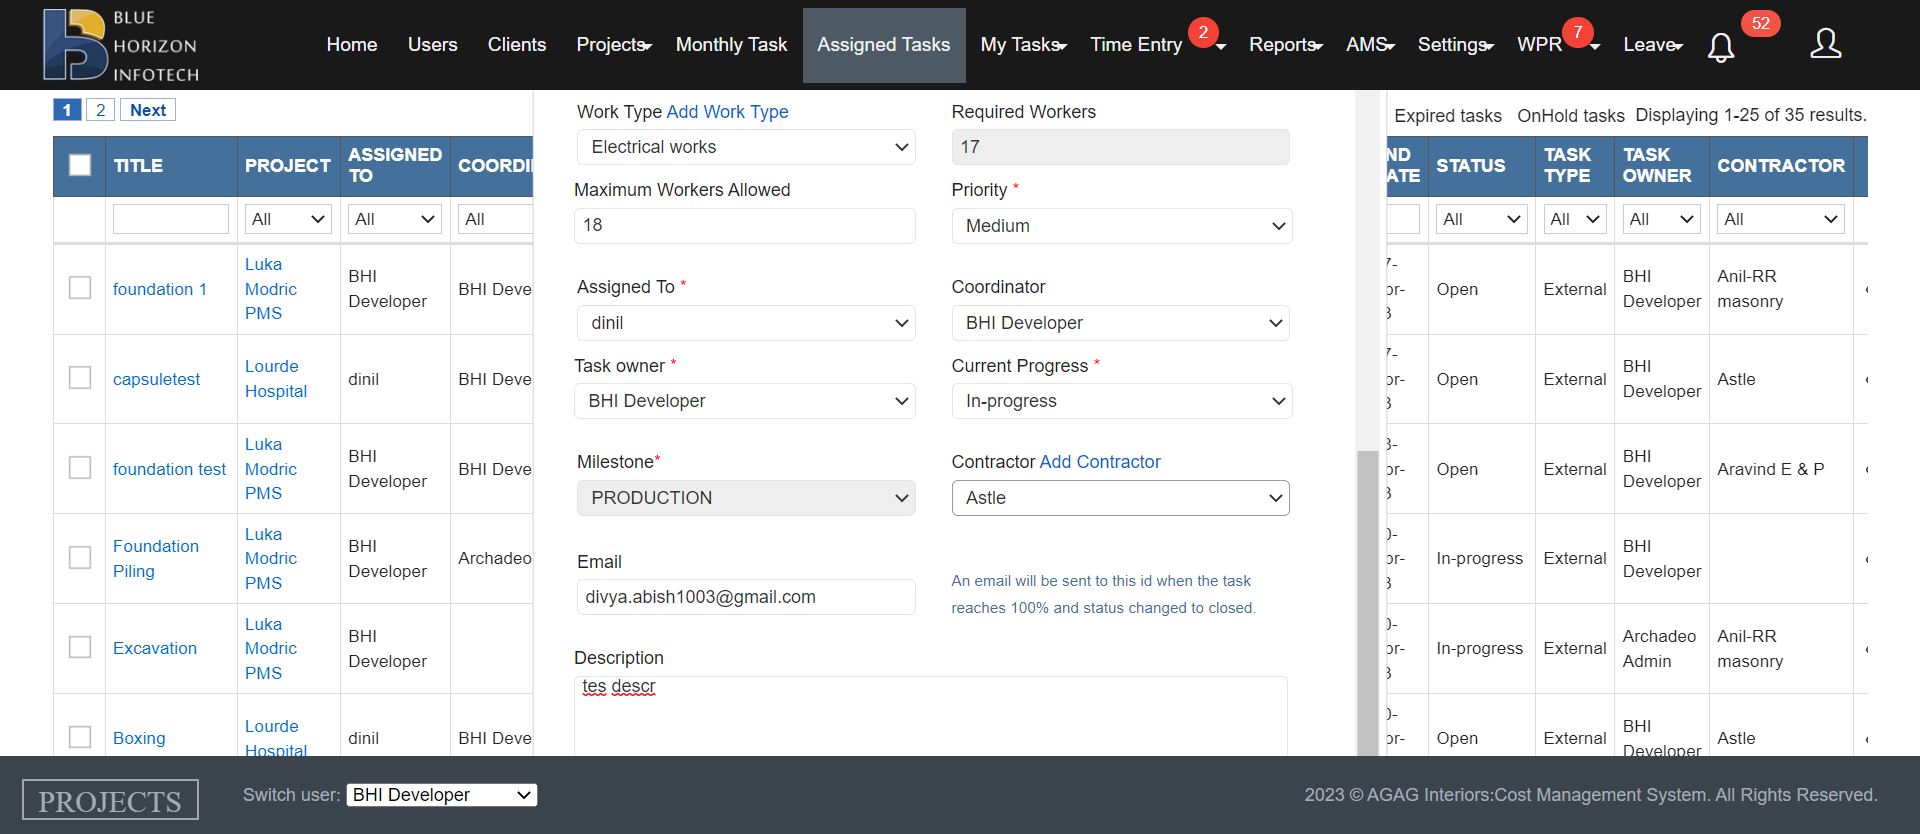 BLUE
HORIZON
INFOTECH
Home Users Clients Projects Monthly Task Assigned Tasks My Tasks Time Entry 2 Reports AMS Settings WPR 7 Leave 52
1 2 Next
Expired tasks OnHold tasks Displaying 1-25 of 35 results.
TITLE PROJECT ASSIGNED TO COORDI
ND ATE STATUS TASK TYPE TASK OWNER CONTRACTOR
All All All
All All All All
foundation 1 Luka Modric PMS BHI Developer BHI Deve
7- or- 3 Open External BHI Developer Anil-RR masonry
capsuletest Lourde Hospital dinil BHI Deve
7- or- 3 Open External BHI Developer Astle
foundation test Luka Modric PMS BHI Developer BHI Deve
3- or- 3 Open External BHI Developer Aravind E & P
Foundation Piling Luka Modric PMS BHI Developer Archadeo
In-progress External BHI Developer
Excavation Luka Modric PMS BHI Developer
In-progress External Archadeo Admin Anil-RR masonry
Boxing Lourde Hospital dinil BHI Deve
Open External BHI Developer Astle
Work Type Add Work Type
Electrical works
Required Workers
17
Maximum Workers Allowed
18
Priority *
Medium
Assigned To *
dinil
Coordinator
BHI Developer
Task owner *
BHI Developer
Current Progress *
In-progress
Milestone*
PRODUCTION
Contractor Add Contractor
Astle
Email
divya.abish1003@gmail.com
An email will be sent to this id when the task
reaches 100% and status changed to closed.
Description
tes descr
PROJECTS
Switch user: BHI Developer
2023 © AGAG Interiors:Cost Management System. All Rights Reserved.